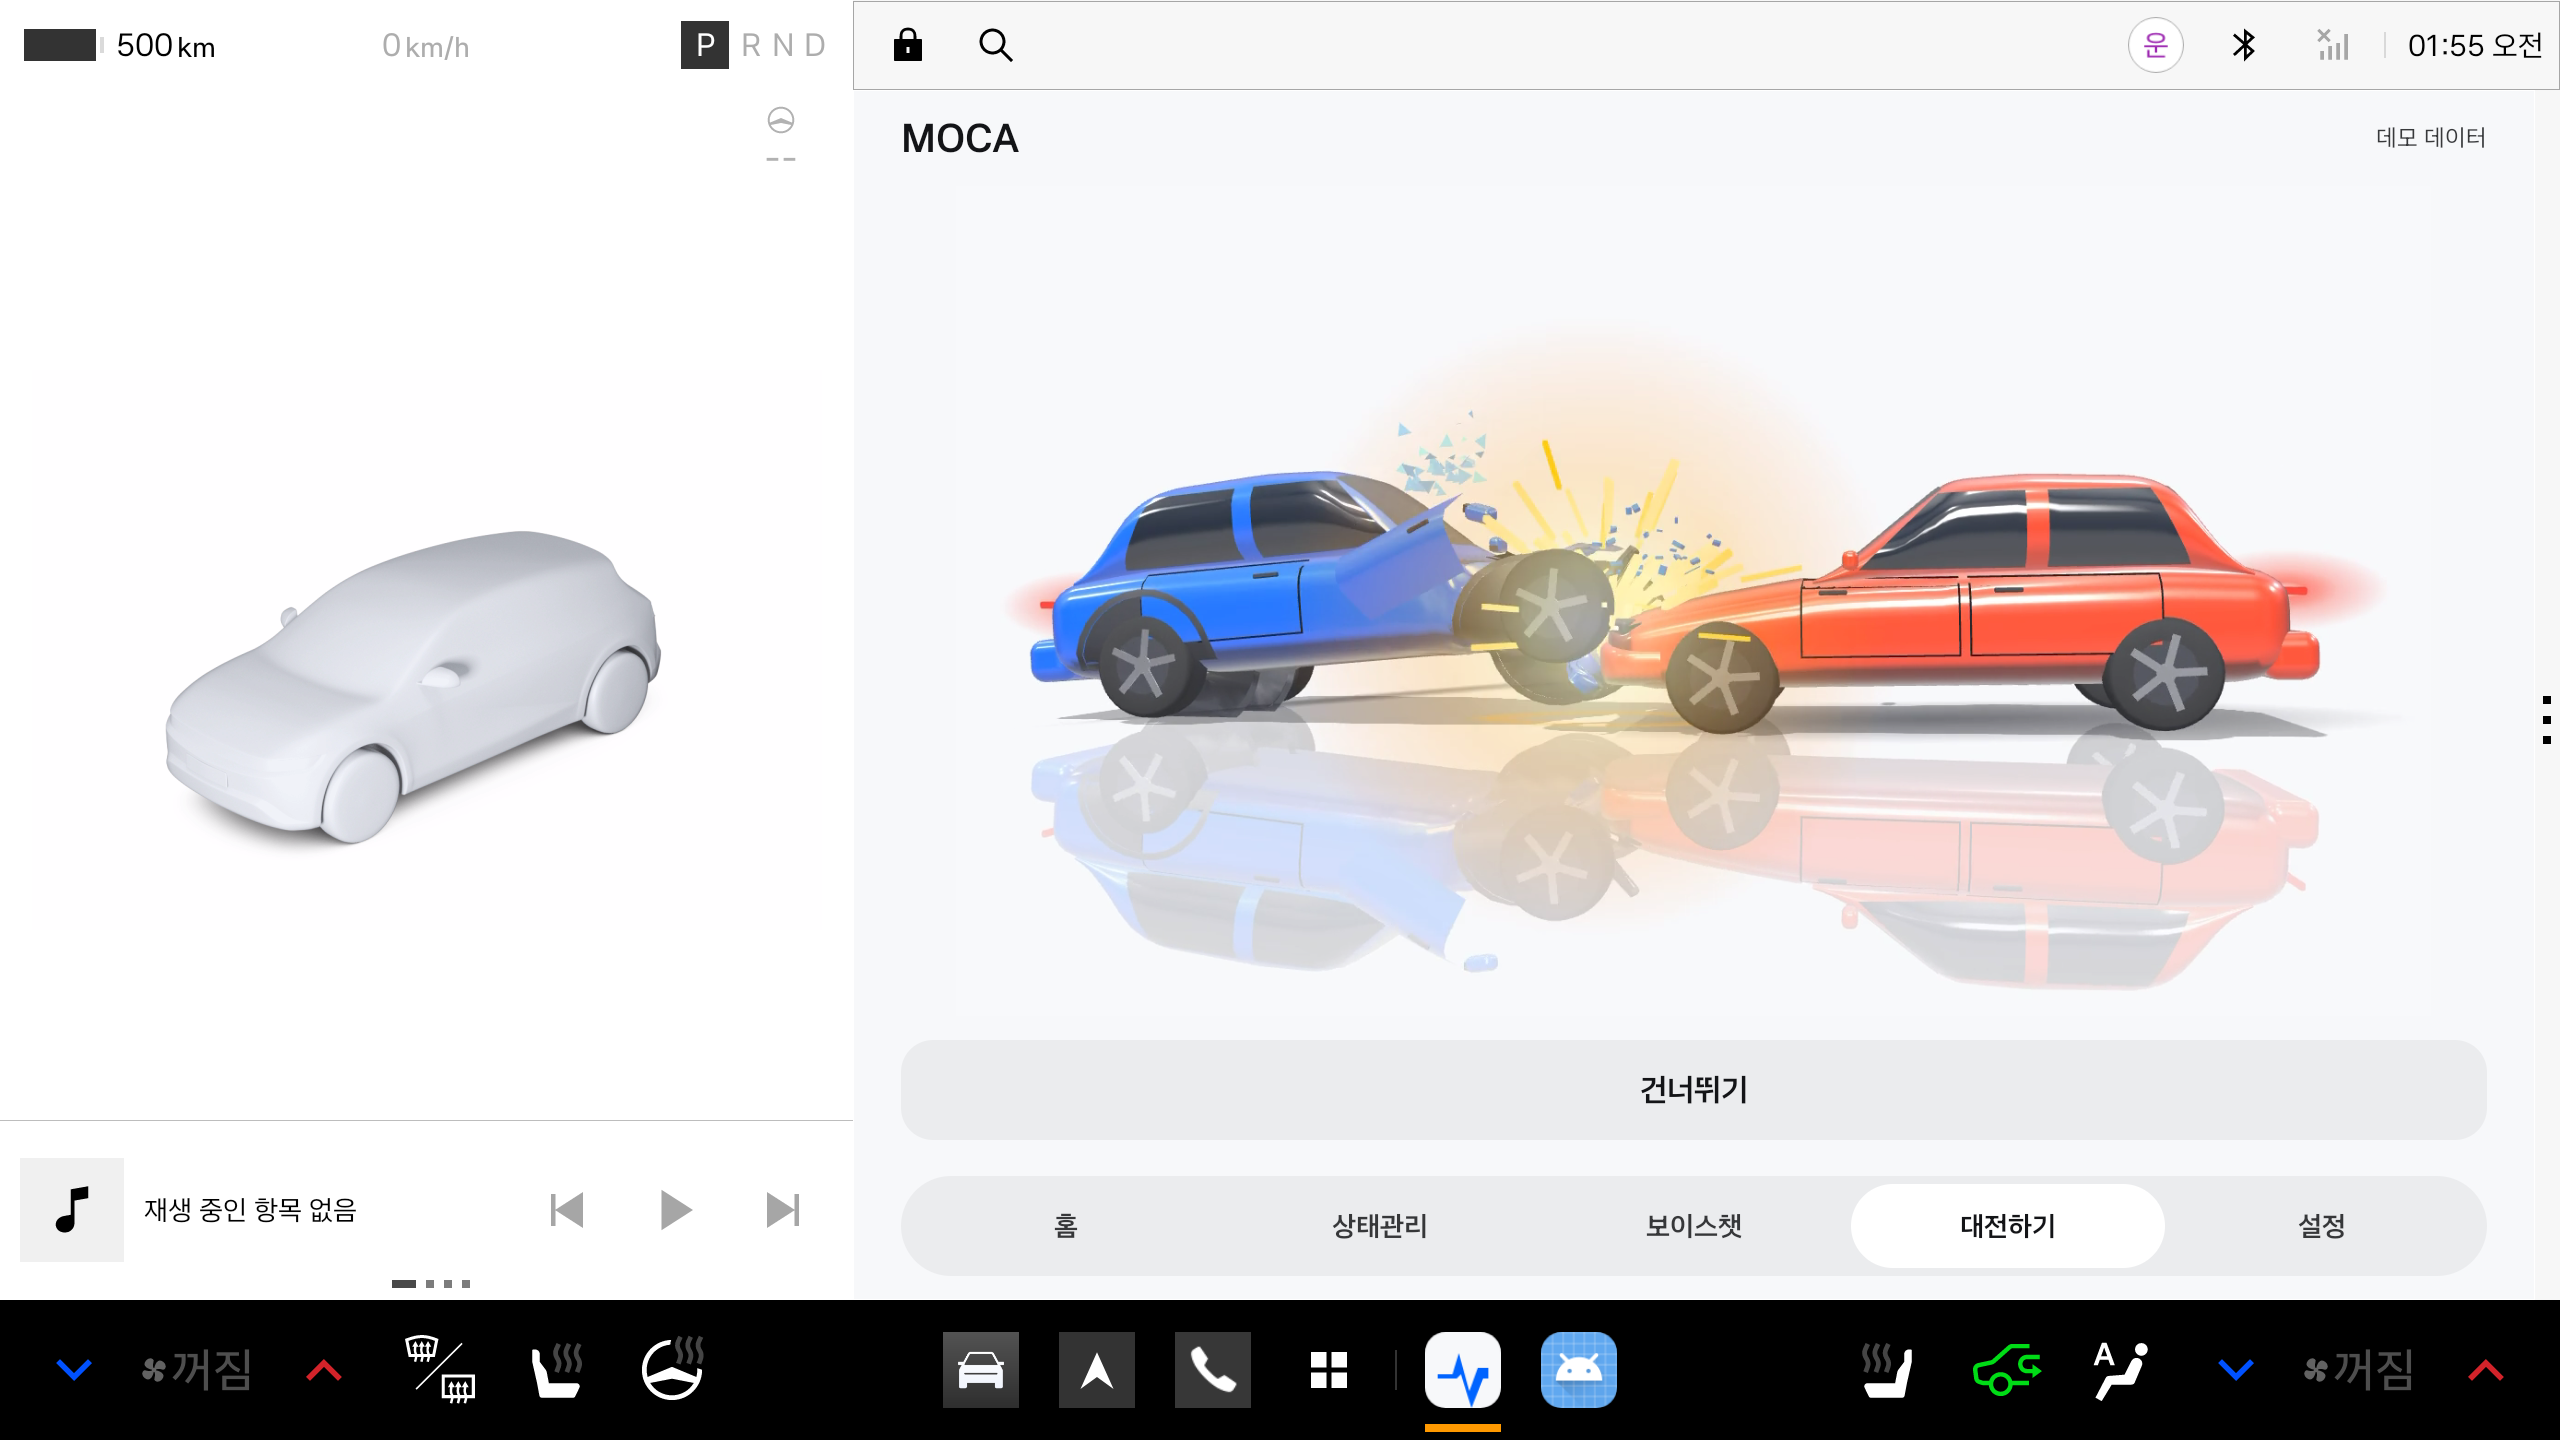 500 km
0 km/h
P R N D
운
01:55 오전
MOCA
데모 데이터
건너뛰기
재생 중인 항목 없음
홈
상태관리
보이스챗
대전하기
설정
꺼짐
A
꺼짐